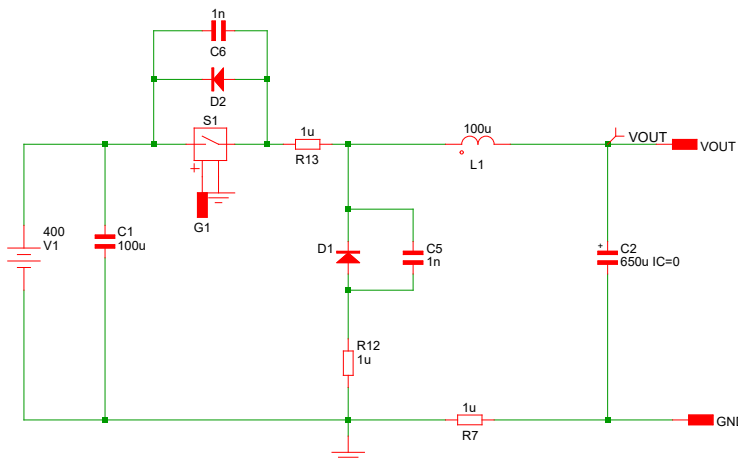 1n
C6
D2
S1
1u
R13
100u
L1
VOUT
VOUT
+
G1
400
V1
C1
100u
D1
C5
1n
+
C2
650u IC=0
R12
1u
1u
R7
GNI